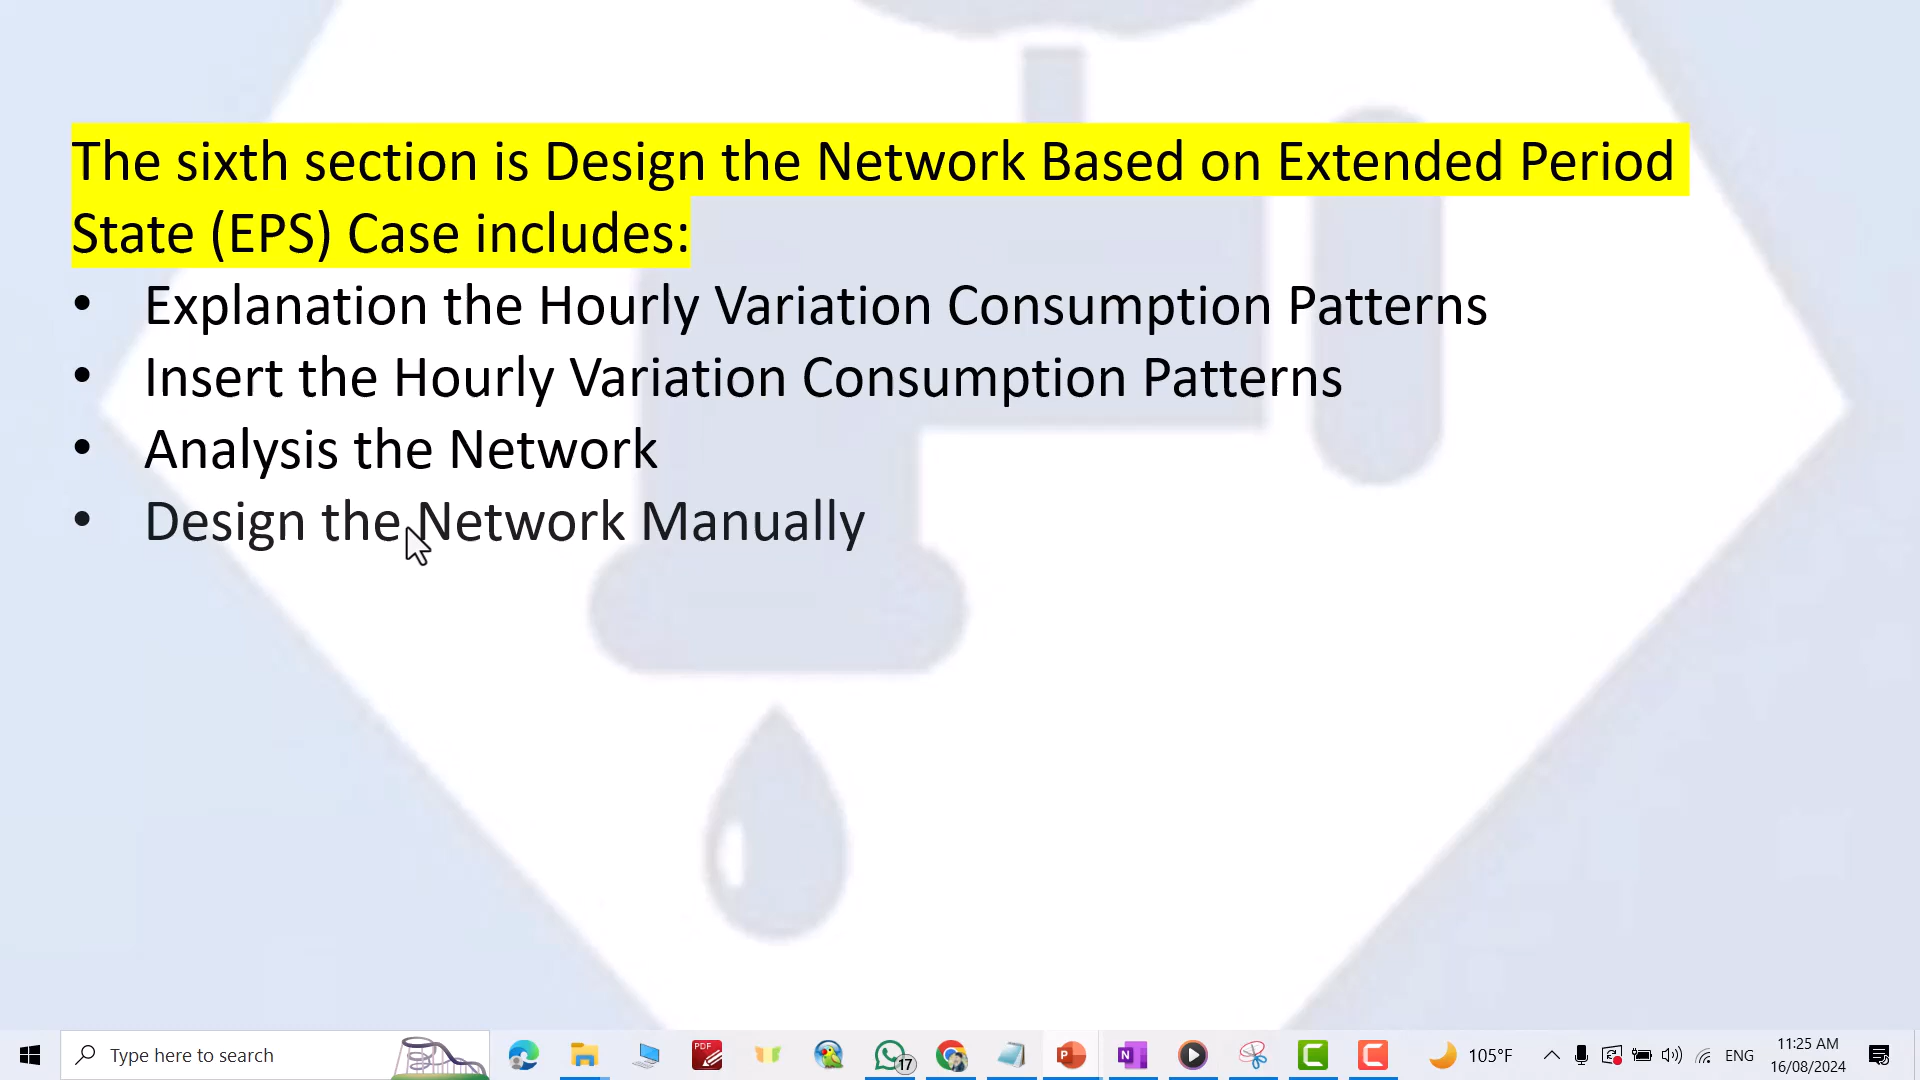 The sixth section is Design the Network Based on Extended Period
State (EPS) Case includes:
• Explanation the Hourly Variation Consumption Patterns
• Insert the Hourly Variation Consumption Patterns
• Analysis the Network
• Design the Network Manually
Type here to search
PDF
17
105°F
ENG
11:25 AM
16/08/2024